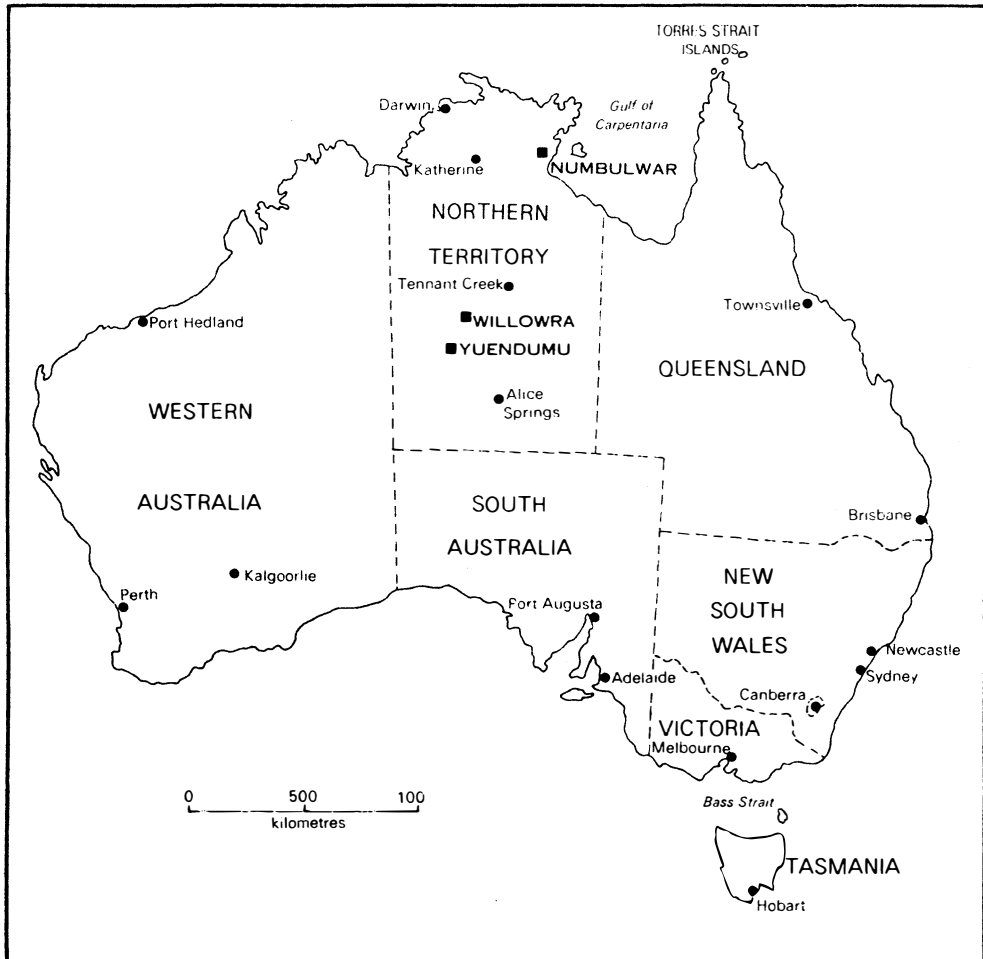 TORRES STRAIT
ISLANDS
Darwin
Gulf of
Carpentaria
Katherine
NUMBULWAR
NORTHERN
TERRITORY
Tennant Creek
Townsville
Port Hedland
WILLOWRA
YUENDUMU
QUEENSLAND
Alice
Springs
WESTERN
AUSTRALIA
SOUTH
AUSTRALIA
Brisbane
Kalgoorlie
NEW
SOUTH
WALES
Perth
Port Augusta
Newcastle
Sydney
Adelaide
Canberra
VICTORIA
Melbourne
0 500 100
kilometres
Bass Strait
TASMANIA
Hobart